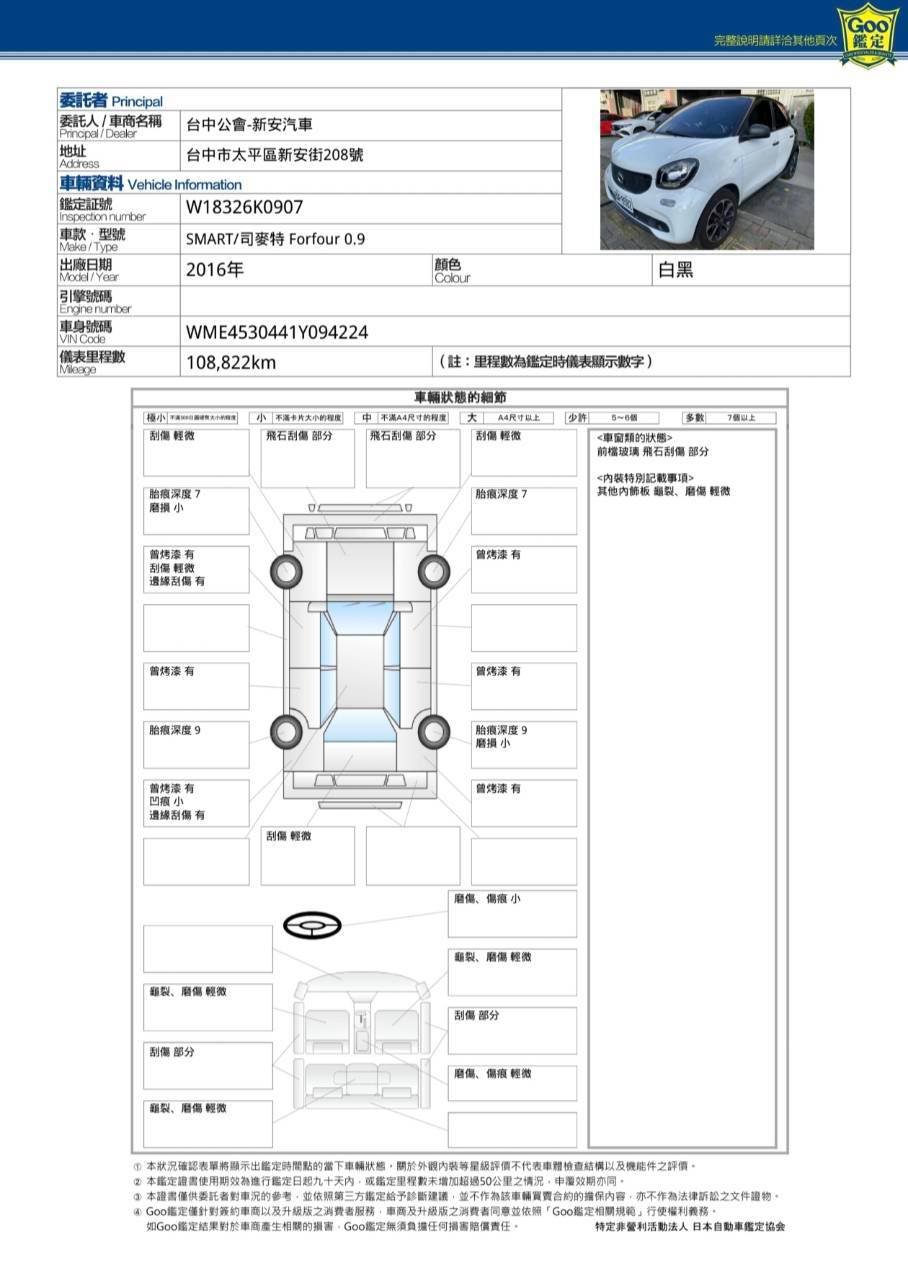 完整說明請詳洽其他頁次
Goo
鑑定
委託者 Principal
委託人 / 車商名稱
Principal / Dealer
台中公會-新安汽車
地址
Address
台中市太平區新安街208號
車輛資料 Vehicle Information
鑑定証號
Inspection number
W18326K0907
車款．型號
Make / Type
SMART/司麥特 Forfour 0.9
出廠日期
Model / Year
2016年
顏色
Colour
白黑
引擎號碼
Engine number
車身號碼
VIN Code
WME4530441Y094224
儀表里程數
Mileage
108,822km
（註：里程數為鑑定時儀表顯示數字）
車輛狀態的細節
極小
小 不滿卡片大小的程度
中 不滿A4尺寸的程度
大 A4尺寸以上
少許 5～6個
多數 7個以上
刮傷 輕微
飛石刮傷 部分
飛石刮傷 部分
刮傷 輕微
<車窗類的狀態>
前檔玻璃 飛石刮傷 部分
<內裝特別記載事項>
其他內飾板 龜裂、磨傷 輕微
胎痕深度 7
磨損 小
胎痕深度 7
曾烤漆 有
刮傷 輕微
邊緣刮傷 有
曾烤漆 有
曾烤漆 有
曾烤漆 有
胎痕深度 9
胎痕深度 9
磨損 小
曾烤漆 有
凹痕 小
邊緣刮傷 有
曾烤漆 有
刮傷 輕微
磨傷、傷痕 小
龜裂、磨傷 輕微
龜裂、磨傷 輕微
刮傷 部分
刮傷 部分
磨傷、傷痕 輕微
龜裂、磨傷 輕微
① 本狀況確認表單將顯示出鑑定時間點的當下車輛狀態，關於外觀內裝等星級評價不代表車體檢查結構以及機能件之評價。
② 本鑑定證書使用期效為進行鑑定日起九十天內，或鑑定里程數未增加超過50公里之情況，申覆效期亦同。
③ 本證書僅供委託者對車況的參考，並依照第三方鑑定給予診斷建議，並不作為該車輛買賣合約的擔保內容，亦不作為法律訴訟之文件證物。
④ Goo鑑定僅針對簽約車商以及升級版之消費者服務，車商及升級版之消費者同意並依照「Goo鑑定相關規範」行使權利義務。
如Goo鑑定結果對於車商產生相關的損害，Goo鑑定無須負擔任何損害賠償責任。
特定非營利活動法人 日本自動車鑑定協会